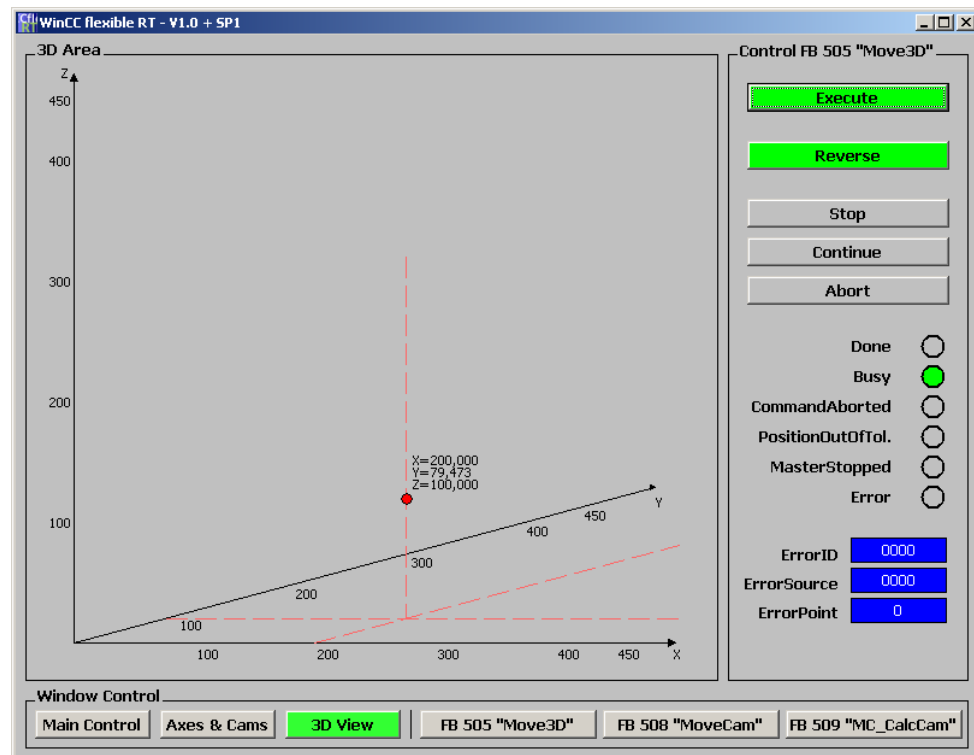 WinCC flexible RT - V1.0 + SP1
3D Area
Z
450
400
300
200
100
X=200,000
Y=79,473
Z=100,000
Y
450
400
300
200
100
100
200
300
400
450
X
Control FB 505 "Move3D"
Execute
Reverse
Stop
Continue
Abort
Done
Busy
CommandAborted
PositionOutOfTol.
MasterStopped
Error
ErrorID 0000
ErrorSource 0000
ErrorPoint 0
Window Control
Main Control Axes & Cams 3D View FB 505 "Move3D" FB 508 "MoveCam" FB 509 "MC_CalcCam"